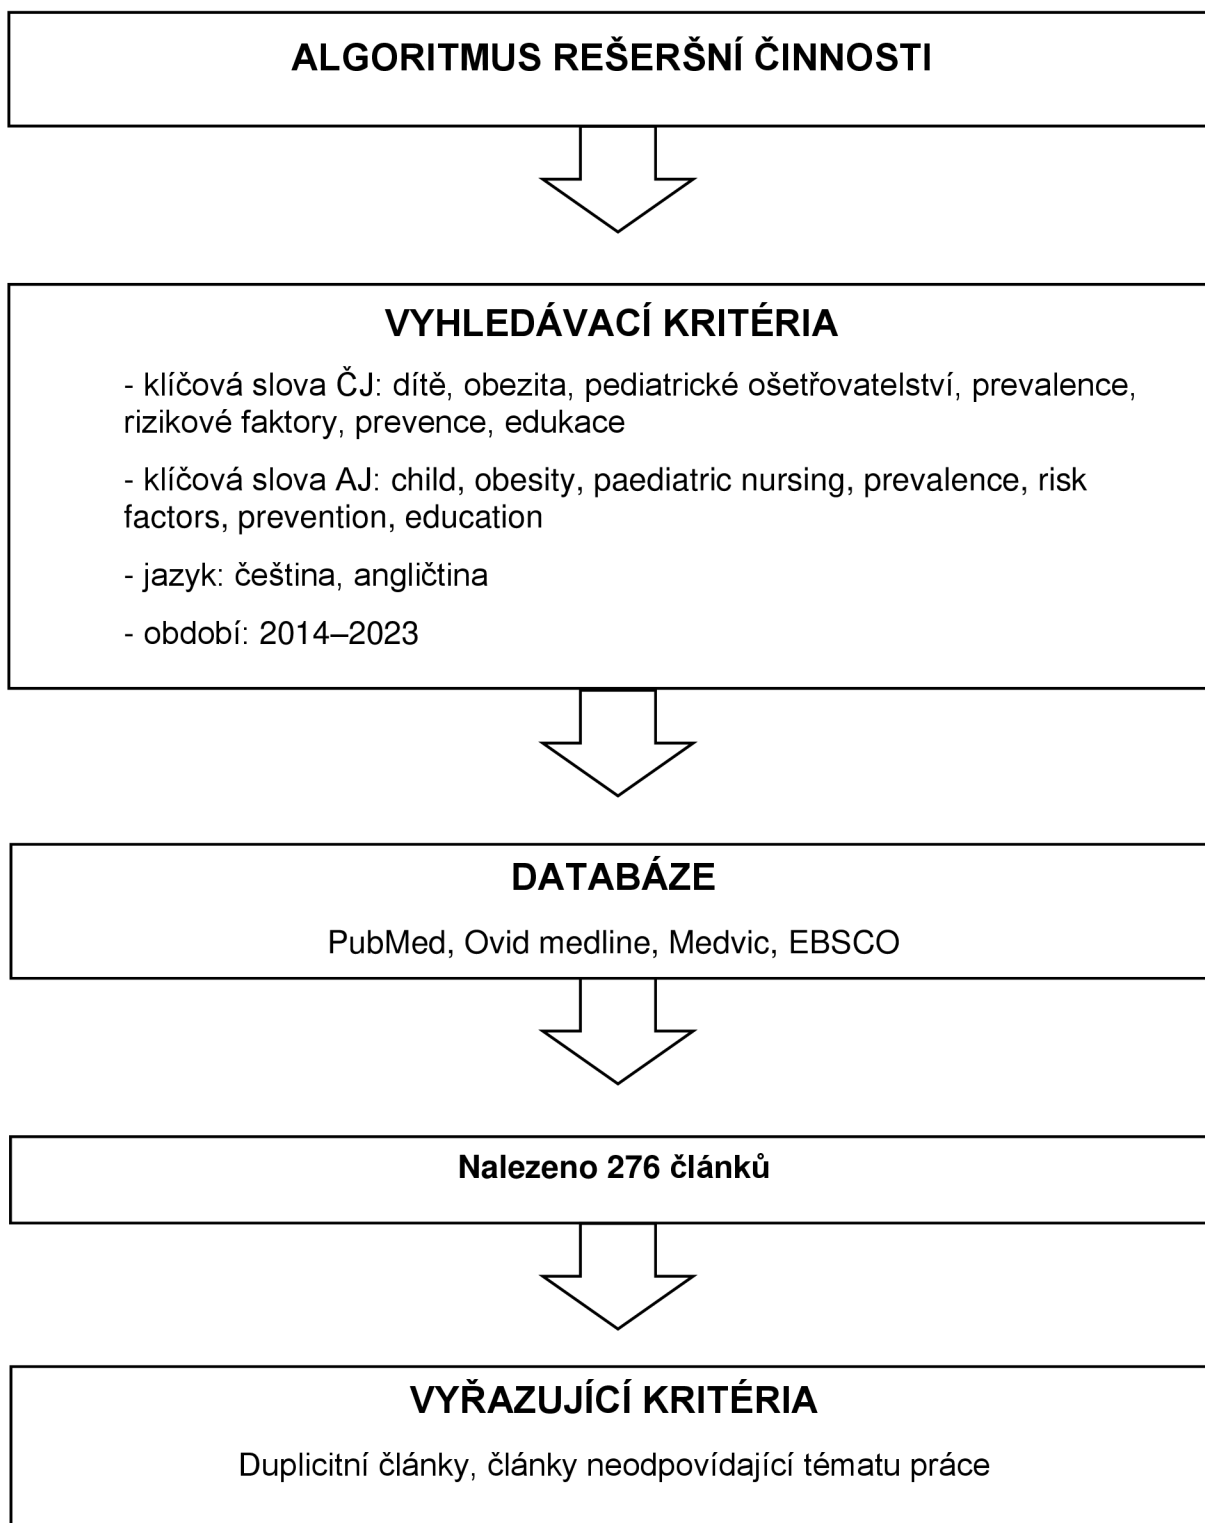 ALGORITMUS REŠERŠNÍ ČINNOSTI
VYHLEDÁVACÍ KRITÉRIA
- klíčová slova ČJ: dítě, obezita, pediatrické ošetřovatelství, prevalence,
rizikové faktory, prevence, edukace
- klíčová slova AJ: child, obesity, paediatric nursing, prevalence, risk
factors, prevention, education
- jazyk: čeština, angličtina
- období: 2014–2023
DATABÁZE
PubMed, Ovid medline, Medvic, EBSCO
Nalezeno 276 článků
VYŘAZUJÍCÍ KRITÉRIA
Duplicitní články, články neodpovídající tématu práce